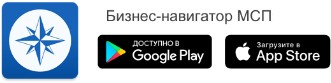 Бизнес-навигатор МСП
ДОСТУПНО В
Google Play
Загрузите в
App Store